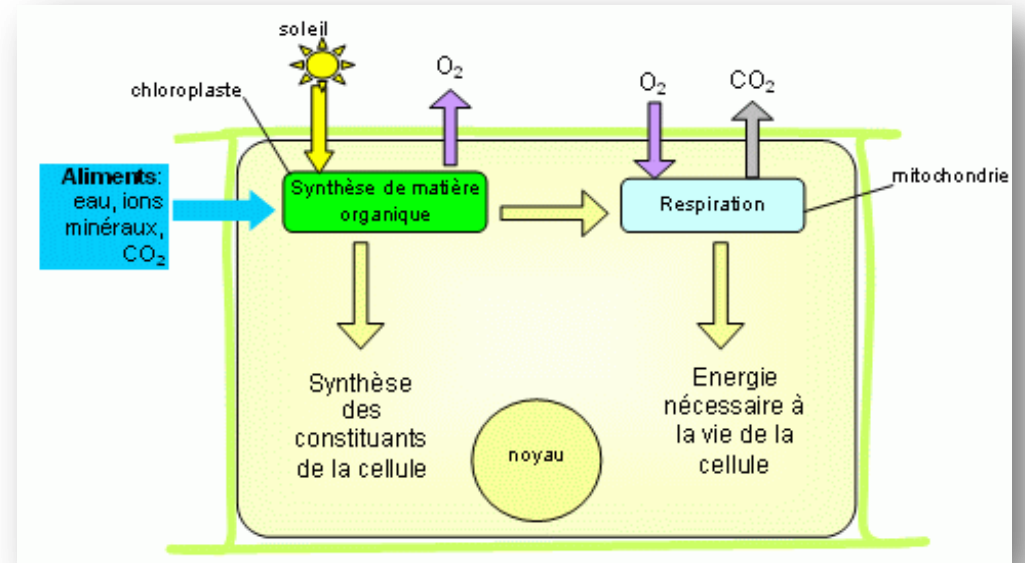 soleil
O₂
O₂
CO₂
chloroplaste
mitochondrie
Aliments:
eau, ions
minéraux,
CO₂
Synthèse de matière
organique
Respiration
Synthèse
des
constituants
de la cellule
noyau
Energie
nécessaire à
la vie de la
cellule